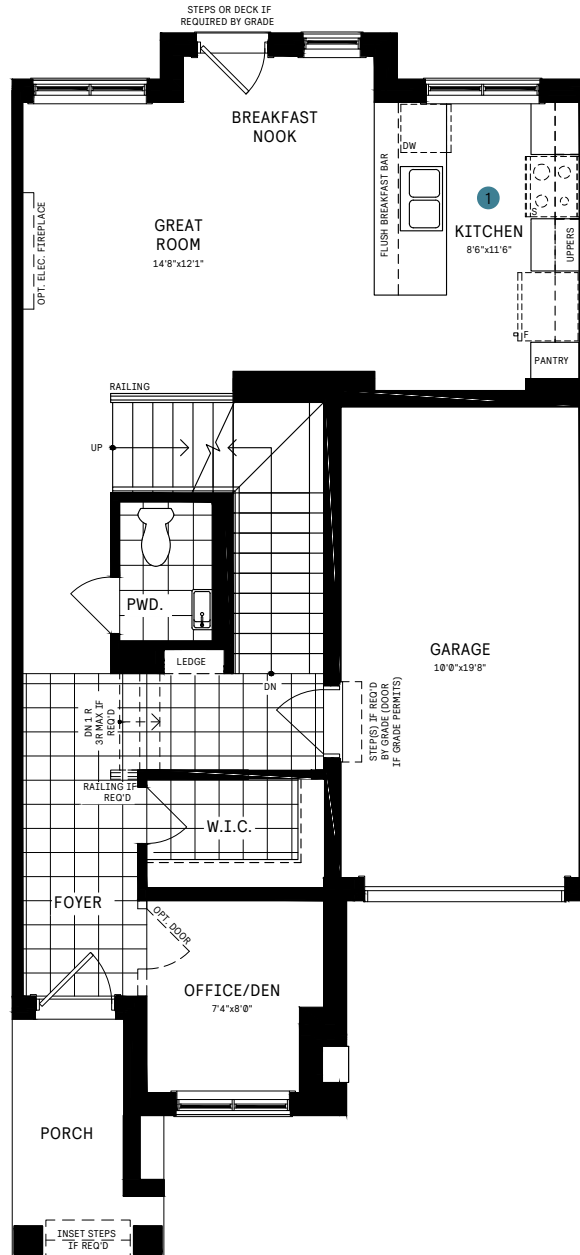 STEPS OR DECK IF
REQUIRED BY GRADE
BREAKFAST
NOOK
DW
FLUSH BREAKFAST BAR
1
KITCHEN
8'6"x11'6"
S
UPPERS
F
PANTRY
OPT. ELEC. FIREPLACE
GREAT
ROOM
14'8"x12'1"
RAILING
UP
PWD.
LEDGE
DN
GARAGE
10'0"x19'8"
STEP(S) IF REQ'D
BY GRADE (DOOR
IF GRADE PERMITS)
DN 1 R
3R MAX IF
REQ'D
RAILING IF
REQ'D
W.I.C.
FOYER
OPT. DOOR
OFFICE/DEN
7'4"x8'0"
PORCH
INSET STEPS
IF REQ'D